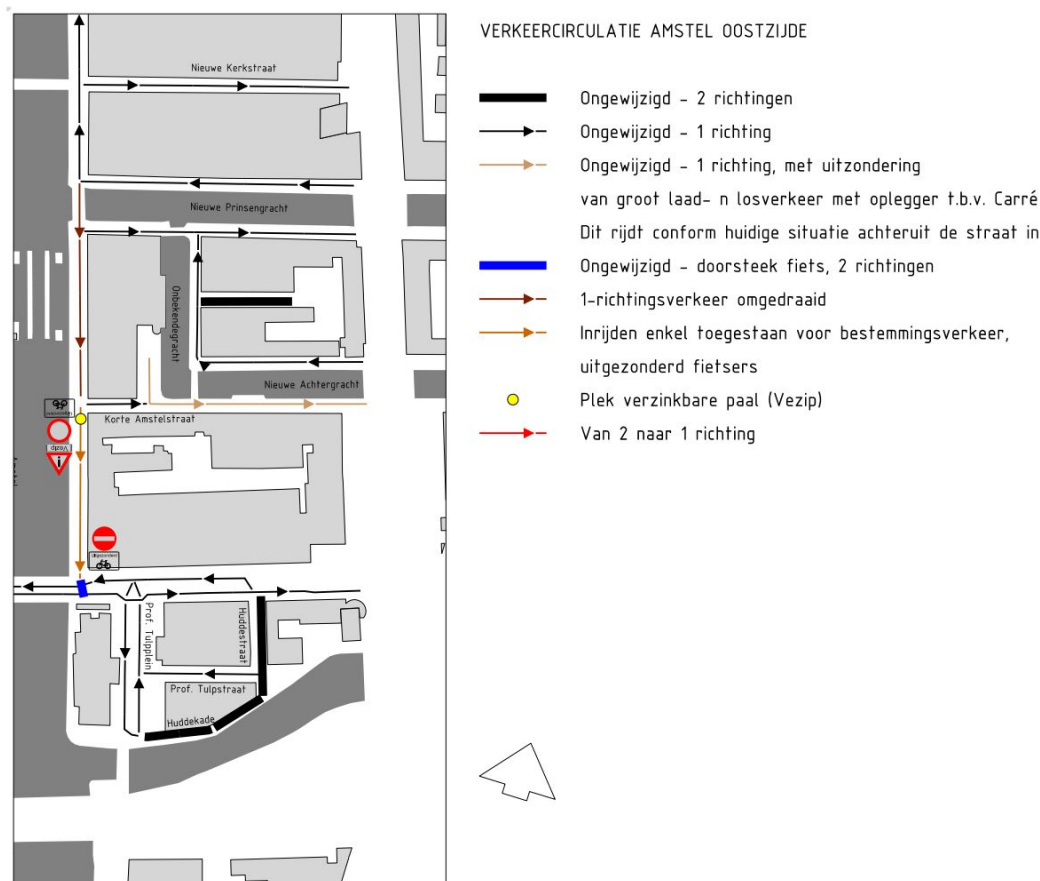 VERKEERCIRCULATIE AMSTEL OOSTZIJDE
Ongewijzigd - 2 richtingen
Ongewijzigd - 1 richting
Ongewijzigd - 1 richting, met uitzondering
van groot laad- n losverkeer met oplegger t.b.v. Carré
Dit rijdt conform huidige situatie achteruit de straat in
Ongewijzigd - doorsteek fiets, 2 richtingen
1-richtingsverkeer omgedraaid
Inrijden enkel toegestaan voor bestemmingsverkeer,
uitgezonderd fietsers
Plek verzinkbare paal (Vezip)
Van 2 naar 1 richting
Nieuwe Kerkstraat
Nieuwe Prinsengracht
Onbekendegracht
Nieuwe Achtergracht
Korte Amstelstraat
Vezip
Prof. Tulpplein
Huddestraat
Prof. Tulpstraat
Huddekade